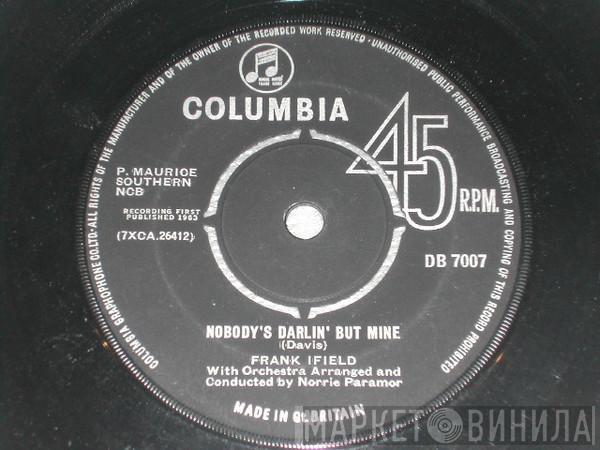 COLUMBIA GRAPHOPHONE CO.LTD·ALL RIGHTS OF THE MANUFACTURER AND OF THE OWNER OF THE RECORDED WORK RESERVED·UNAUTHORISED PUBLIC PERFORMANCE BROADCASTING AND COPYING OF THIS RECORD PROHIBITED
COLUMBIA
45
R.P.M.
P. MAURICE
SOUTHERN
NCB
RECORDING FIRST
PUBLISHED 1963
(7XCA.26412)
DB 7007
NOBODY'S DARLIN' BUT MINE
(Davis)
FRANK IFIELD
With Orchestra Arranged and
Conducted by Norrie Paramor
MADE IN GT.BRITAIN
МАРКЕТ ВИНИЛА